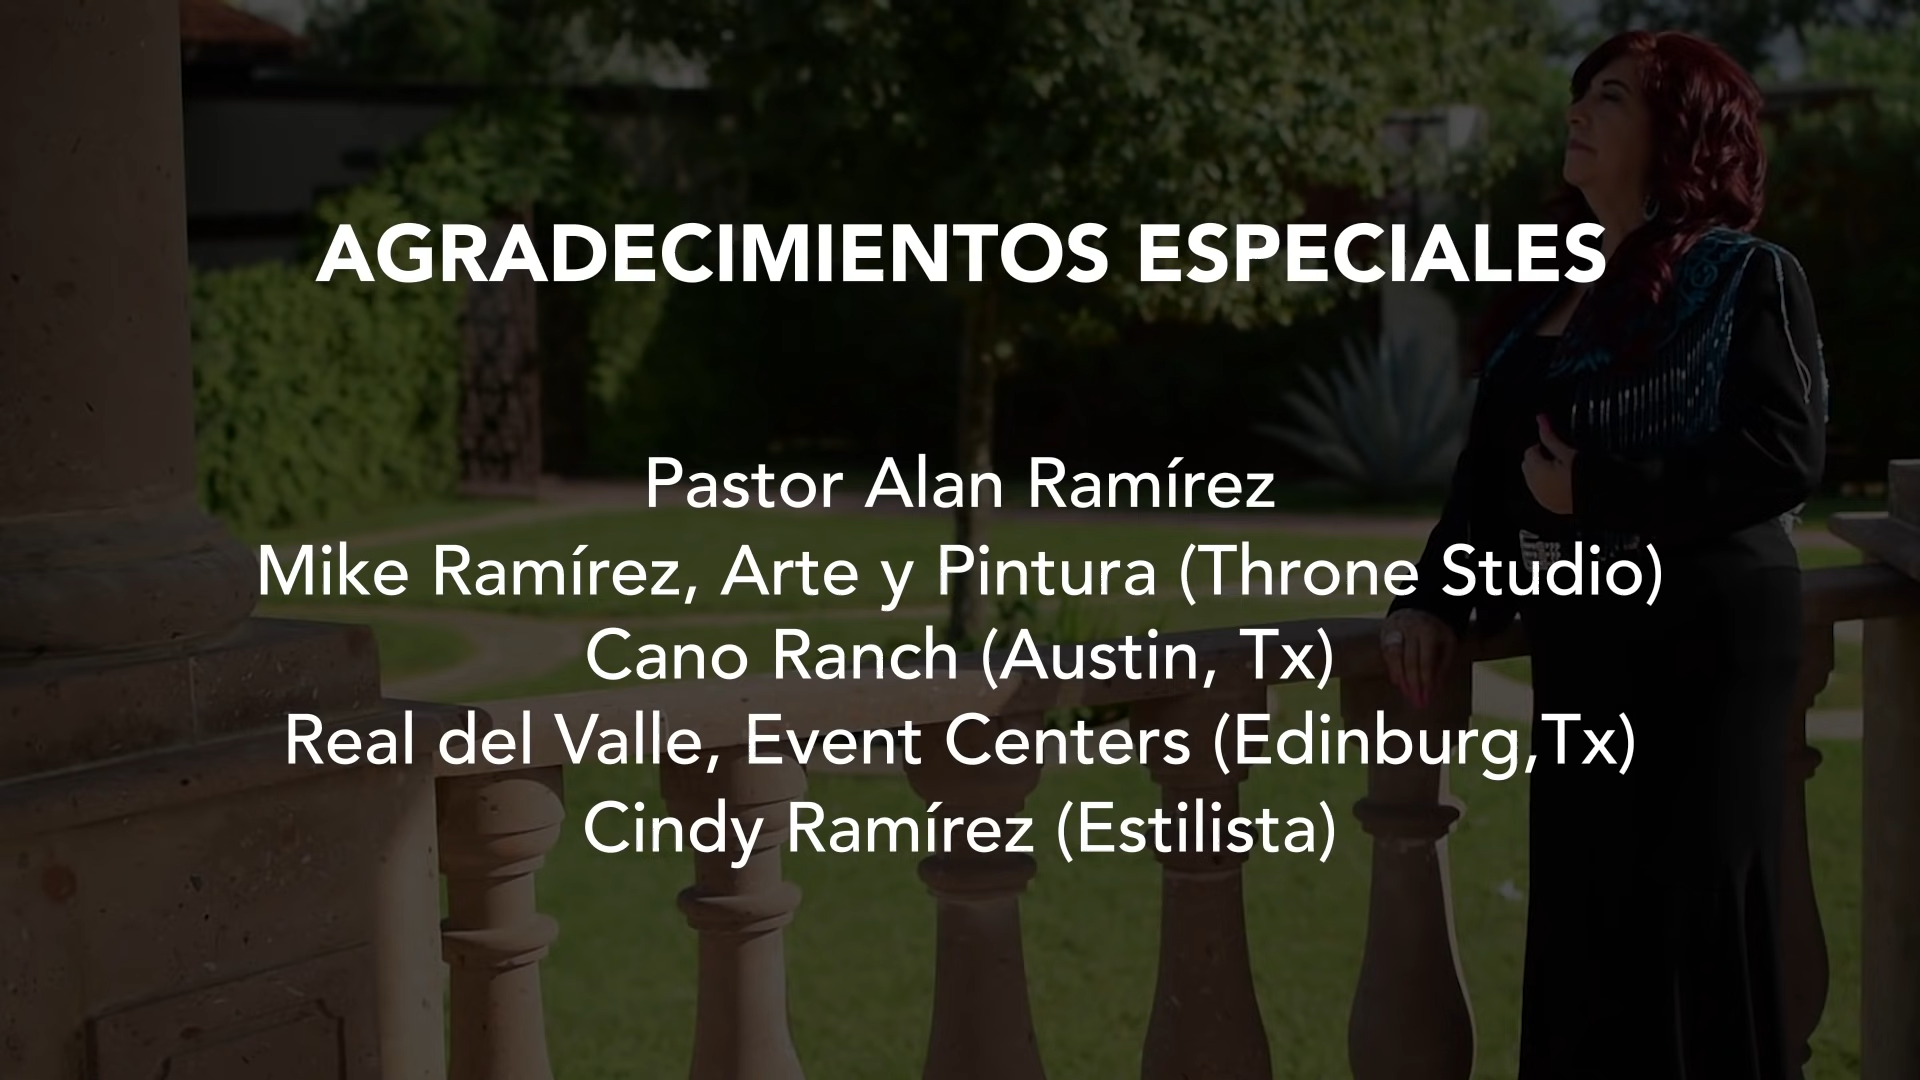 AGRADECIMIENTOS ESPECIALES
Pastor Alan Ramírez
Mike Ramírez, Arte y Pintura (Throne Studio)
Cano Ranch (Austin, Tx)
Real del Valle, Event Centers (Edinburg,Tx)
Cindy Ramírez (Estilista)